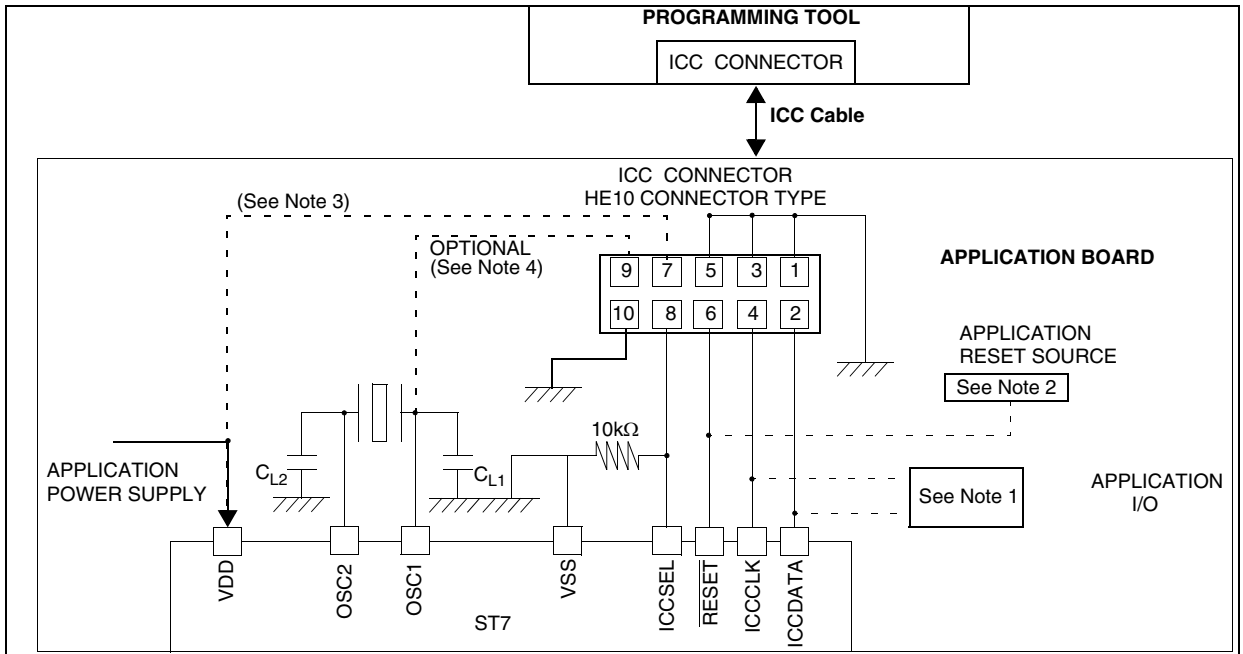 PROGRAMMING TOOL
ICC CONNECTOR
ICC Cable
ICC CONNECTOR
HE10 CONNECTOR TYPE
(See Note 3)
OPTIONAL
(See Note 4)
9 7 5 3 1
10 8 6 4 2
APPLICATION BOARD
APPLICATION
RESET SOURCE
See Note 2
10kΩ
APPLICATION
POWER SUPPLY
CL2
CL1
See Note 1
APPLICATION
I/O
VDD
OSC2
OSC1
VSS
ICCSEL
RESET
ICCCLK
ICCDATA
ST7